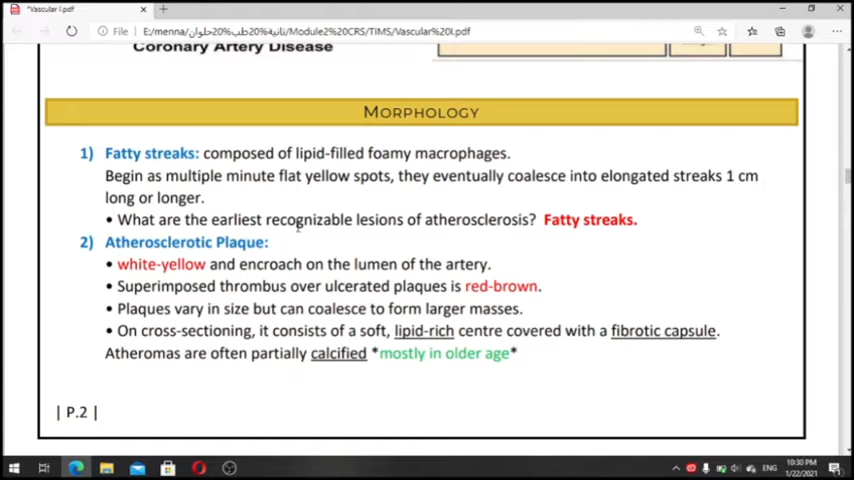 *Vascular I.pdf
File | E:/menna/ثانية%20طب%20حلوان/Module2%20CRS/TIMS/Vascular%20I.pdf
Coronary Artery Disease
MORPHOLOGY
1) Fatty streaks: composed of lipid-filled foamy macrophages.
Begin as multiple minute flat yellow spots, they eventually coalesce into elongated streaks 1 cm
long or longer.
• What are the earliest recognizable lesions of atherosclerosis? Fatty streaks.
2) Atherosclerotic Plaque:
• white-yellow and encroach on the lumen of the artery.
• Superimposed thrombus over ulcerated plaques is red-brown.
• Plaques vary in size but can coalesce to form larger masses.
• On cross-sectioning, it consists of a soft, lipid-rich centre covered with a fibrotic capsule.
Atheromas are often partially calcified *mostly in older age*
| P.2 |
ENG
10:30 PM
1/22/2021